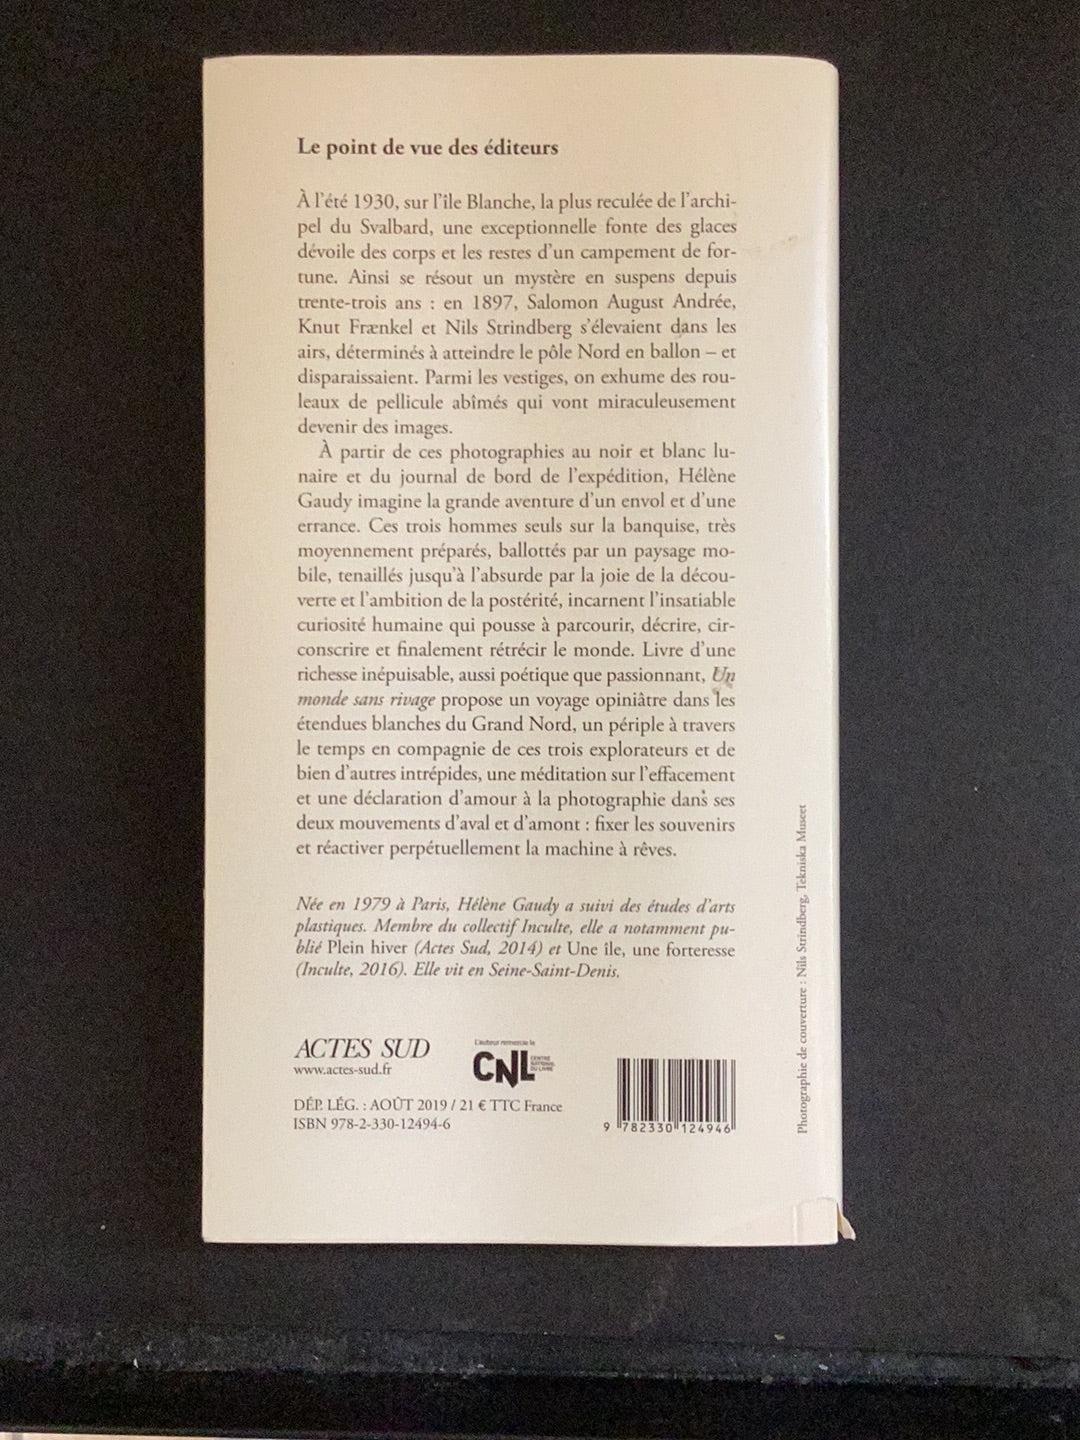 Le point de vue des éditeurs
À l'été 1930, sur l'île Blanche, la plus reculée de l'archi-
pel du Svalbard, une exceptionnelle fonte des glaces
dévoile des corps et les restes d'un campement de for-
tune. Ainsi se résout un mystère en suspens depuis
trente-trois ans : en 1897, Salomon August Andrée,
Knut Frænkel et Nils Strindberg s'élevaient dans les
airs, déterminés à atteindre le pôle Nord en ballon – et
disparaissaient. Parmi les vestiges, on exhume des rou-
leaux de pellicule abîmés qui vont miraculeusement
devenir des images.
À partir de ces photographies au noir et blanc lu-
naire et du journal de bord de l'expédition, Hélène
Gaudy imagine la grande aventure d'un envol et d'une
errance. Ces trois hommes seuls sur la banquise, très
moyennement préparés, ballottés par un paysage mo-
bile, tenaillés jusqu'à l'absurde par la joie de la décou-
verte et l'ambition de la postérité, incarnent l'insatiable
curiosité humaine qui pousse à parcourir, décrire, cir-
conscrire et finalement rétrécir le monde. Livre d'une
richesse inépuisable, aussi poétique que passionnant, Un
monde sans rivage propose un voyage opiniâtre dans les
étendues blanches du Grand Nord, un périple à travers
le temps en compagnie de ces trois explorateurs et de
bien d'autres intrépides, une méditation sur l'effacement
et une déclaration d'amour à la photographie dans ses
deux mouvements d'aval et d'amont : fixer les souvenirs
et réactiver perpétuellement la machine à rêves.
Née en 1979 à Paris, Hélène Gaudy a suivi des études d'arts
plastiques. Membre du collectif Inculte, elle a notamment pu-
blié Plein hiver (Actes Sud, 2014) et Une île, une forteresse
(Inculte, 2016). Elle vit en Seine-Saint-Denis.
ACTES SUD
www.actes-sud.fr
L'auteur remercie le
CNL
CENTRE
NATIONAL
DU LIVRE
DÉP. LÉG. : AOÛT 2019 / 21 € TTC France
ISBN 978-2-330-12494-6
9 782330 124946
Photographie de couverture : Nils Strindberg, Tekniska Museet